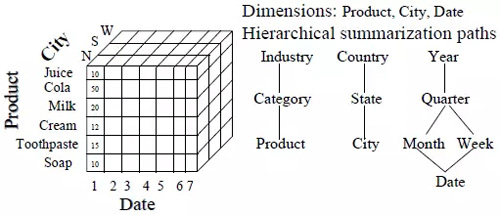 Dimensions: Product, City, Date
Hierarchical summarization paths
Industry Country Year
Category State Quarter
Product City Month Week
Date
City
N S W
Product
Juice 10
Cola 50
Milk 20
Cream 12
Toothpaste 15
Soap 10
1 2 3 4 5 6 7
Date